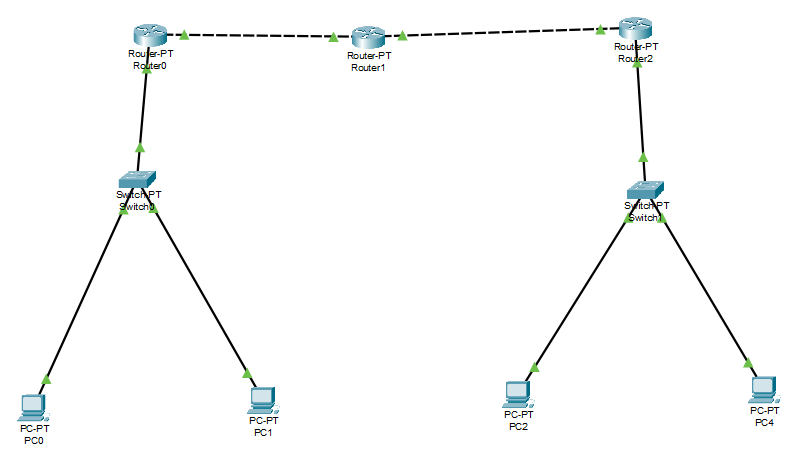 Router-PT
Router0
Router-PT
Router1
Router-PT
Router2
Switch-PT
Switch0
Switch-PT
Switch1
PC-PT
PC0
PC-PT
PC1
PC-PT
PC2
PC-PT
PC4